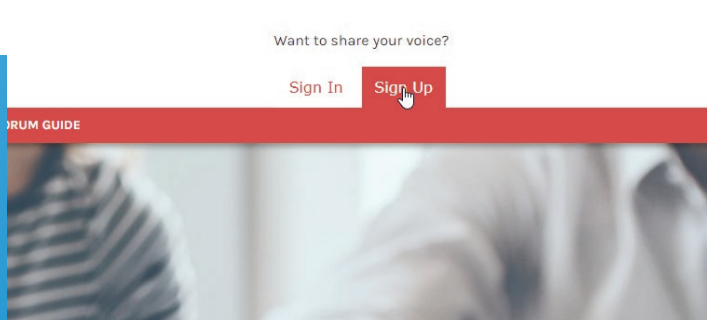 Want to share your voice?
Sign In
Sign Up
ORUM GUIDE